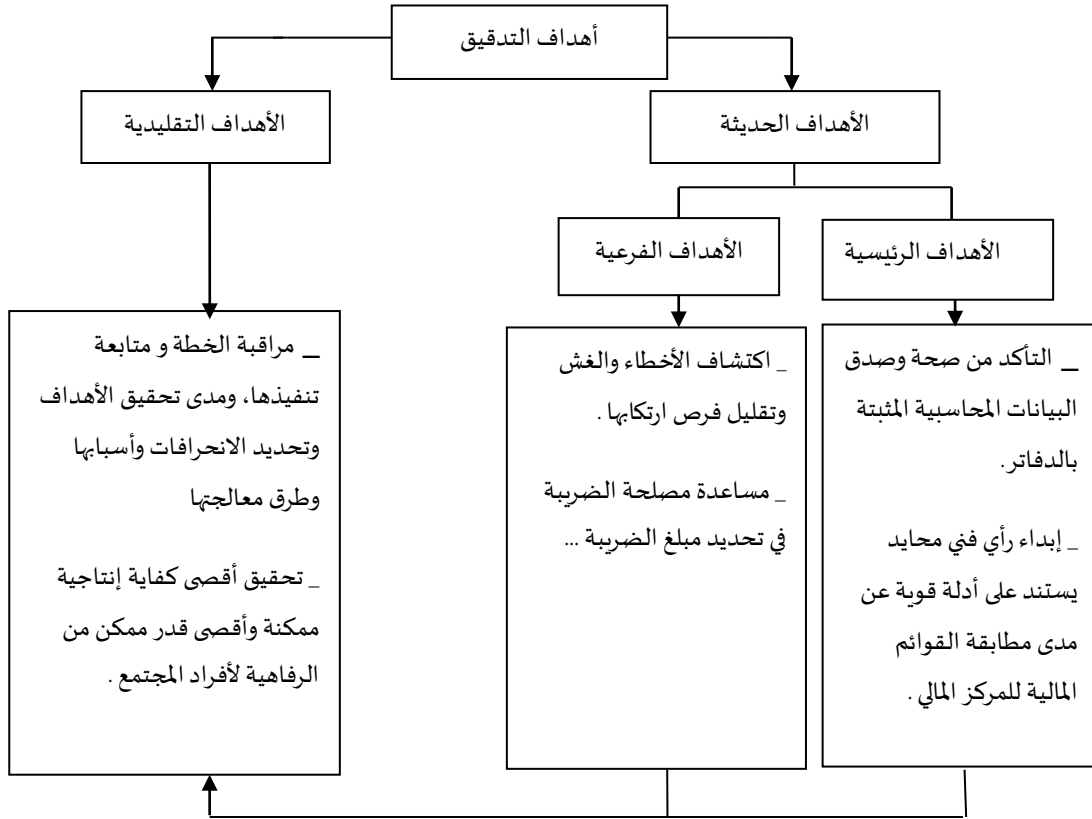 أهداف التدقيق
الأهداف الحديثة
الأهداف التقليدية
الأهداف الرئيسية
الأهداف الفرعية
_ التأكد من صحة وصدق
البيانات المحاسبية المثبتة
بالدفاتر.
_ إبداء رأي فني محايد
يستند على أدلة قوية عن
مدى مطابقة القوائم
المالية للمركز المالي .
_ اكتشاف الأخطاء والغش
وتقليل فرص ارتكابها .
_ مساعدة مصلحة الضريبة
في تحديد مبلغ الضريبة ...
_ مراقبة الخطة و متابعة
تنفيذها، ومدى تحقيق الأهداف
وتحديد الانحرافات وأسبابها
وطرق معالجتها
_ تحقيق أقصى كفاية إنتاجية
ممكنة وأقصى قدر ممكن من
الرفاهية لأفراد المجتمع .